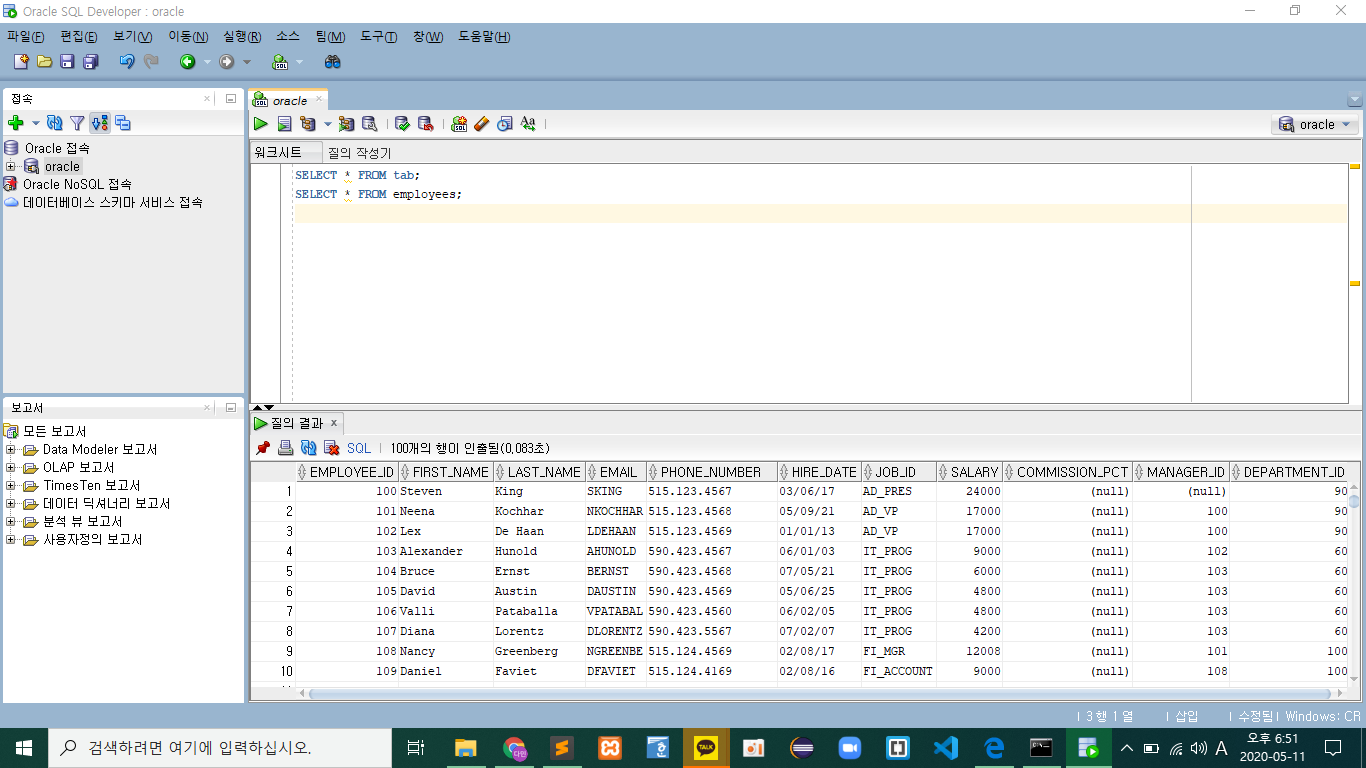 Oracle SQL Developer : oracle
파일(F) 편집(E) 보기(V) 이동(N) 실행(R) 소스 팀(M) 도구(T) 창(W) 도움말(H)
접속
Oracle 접속
oracle
Oracle NoSQL 접속
데이터베이스 스키마 서비스 접속
보고서
모든 보고서
Data Modeler 보고서
OLAP 보고서
TimesTen 보고서
데이터 딕셔너리 보고서
분석 뷰 보고서
사용자정의 보고서
oracle
oracle
워크시트 질의 작성기
SELECT * FROM tab;
SELECT * FROM employees;
질의 결과
SQL | 100개의 행이 인출됨(0,083초)
EMPLOYEE_ID FIRST_NAME LAST_NAME EMAIL PHONE_NUMBER HIRE_DATE JOB_ID SALARY COMMISSION_PCT MANAGER_ID DEPARTMENT_ID
1 100 Steven King SKING 515.123.4567 03/06/17 AD_PRES 24000 (null) (null) 90
2 101 Neena Kochhar NKOCHHAR 515.123.4568 05/09/21 AD_VP 17000 (null) 100 90
3 102 Lex De Haan LDEHAAN 515.123.4569 01/01/13 AD_VP 17000 (null) 100 90
4 103 Alexander Hunold AHUNOLD 590.423.4567 06/01/03 IT_PROG 9000 (null) 102 60
5 104 Bruce Ernst BERNST 590.423.4568 07/05/21 IT_PROG 6000 (null) 103 60
6 105 David Austin DAUSTIN 590.423.4569 05/06/25 IT_PROG 4800 (null) 103 60
7 106 Valli Pataballa VPATABAL 590.423.4560 06/02/05 IT_PROG 4800 (null) 103 60
8 107 Diana Lorentz DLORENTZ 590.423.5567 07/02/07 IT_PROG 4200 (null) 103 60
9 108 Nancy Greenberg NGREENBE 515.124.4569 02/08/17 FI_MGR 12008 (null) 101 100
10 109 Daniel Faviet DFAVIET 515.124.4169 02/08/16 FI_ACCOUNT 9000 (null) 108 100
3 행 1 열 | 삽입 | 수정됨 | Windows: CR
검색하려면 여기에 입력하십시오.
TALK
A
오후 6:51
2020-05-11